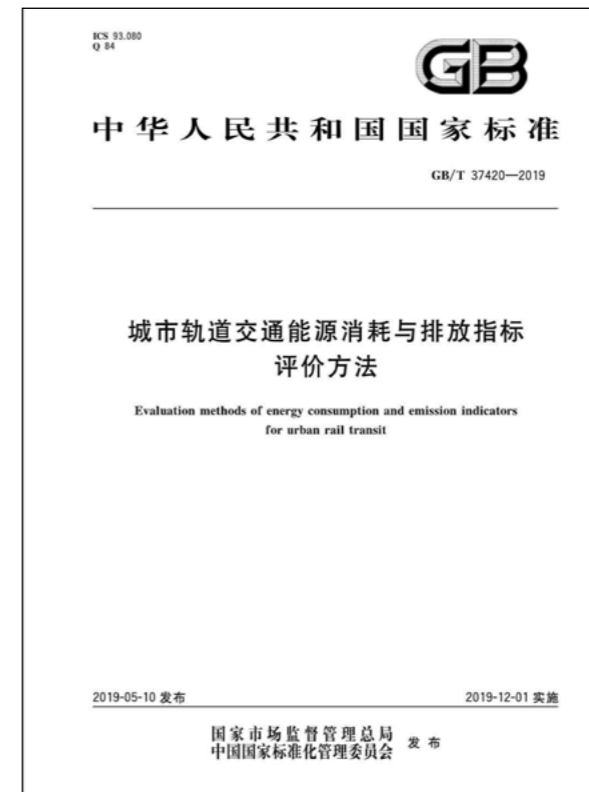 ICS 93.080
Q 84
GB
中华人民共和国国家标准
GB/T 37420—2019
城市轨道交通能源消耗与排放指标
评价方法
Evaluation methods of energy consumption and emission indicators
for urban rail transit
2019-05-10 发布
2019-12-01 实施
国家市场监督管理总局
中国国家标准化管理委员会
发布